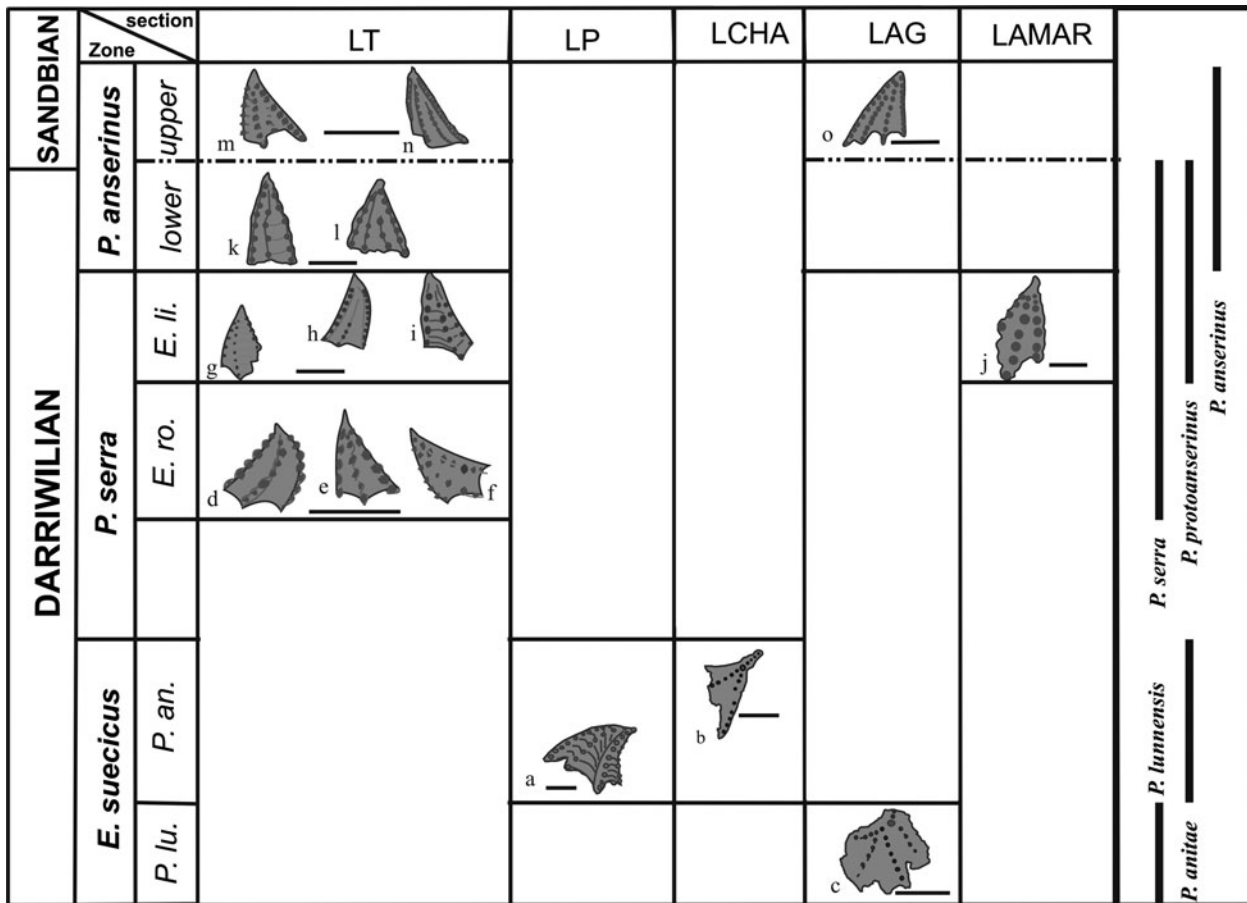 section
Zone
LT
LP
LCHA
LAG
LAMAR
SANDBIAN
DARRIWILIAN
P. anserinus
upper
lower
P. serra
E. li.
E. ro.
E. suecicus
P. an.
P. lu.
m
n
o
k
l
g
h
i
j
d
e
f
a
b
c
P. anserinus
P. protoanserinus
P. serra
P. lunnensis
P. anitae